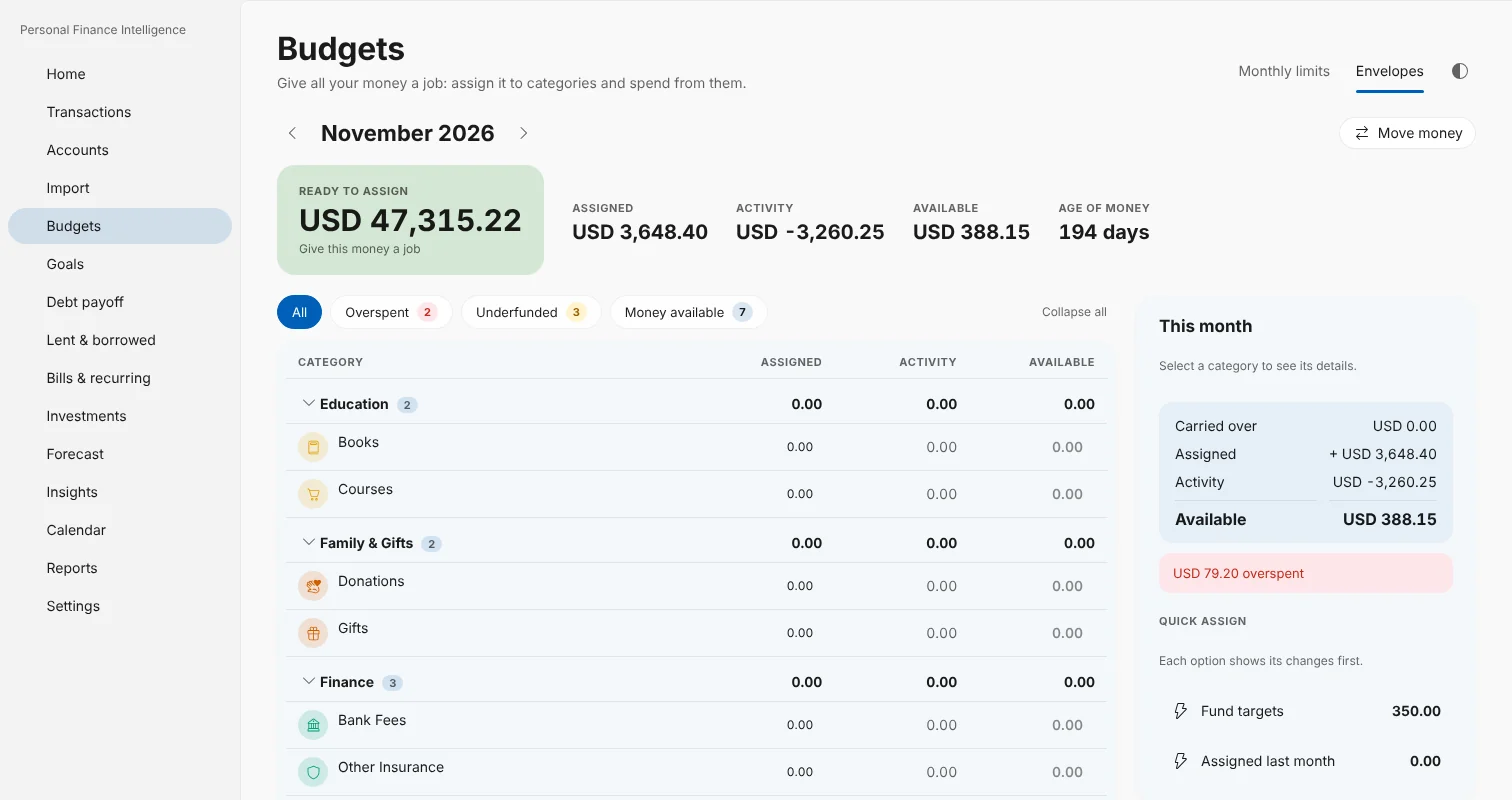 Personal Finance Intelligence
Home
Transactions
Accounts
Import
Budgets
Goals
Debt payoff
Lent & borrowed
Bills & recurring
Investments
Forecast
Insights
Calendar
Reports
Settings
Budgets
Give all your money a job: assign it to categories and spend from them.
Monthly limits
Envelopes
November 2026
Move money
READY TO ASSIGN
USD 47,315.22
Give this money a job
ASSIGNED
USD 3,648.40
ACTIVITY
USD -3,260.25
AVAILABLE
USD 388.15
AGE OF MONEY
194 days
All
Overspent 2
Underfunded 3
Money available 7
Collapse all
CATEGORY ASSIGNED ACTIVITY AVAILABLE
Education 2 0.00 0.00 0.00
Books 0.00 0.00 0.00
Courses 0.00 0.00 0.00
Family & Gifts 2 0.00 0.00 0.00
Donations 0.00 0.00 0.00
Gifts 0.00 0.00 0.00
Finance 3 0.00 0.00 0.00
Bank Fees 0.00 0.00 0.00
Other Insurance 0.00 0.00 0.00
This month
Select a category to see its details.
Carried over USD 0.00
Assigned + USD 3,648.40
Activity USD -3,260.25
Available USD 388.15
USD 79.20 overspent
QUICK ASSIGN
Each option shows its changes first.
Fund targets 350.00
Assigned last month 0.00